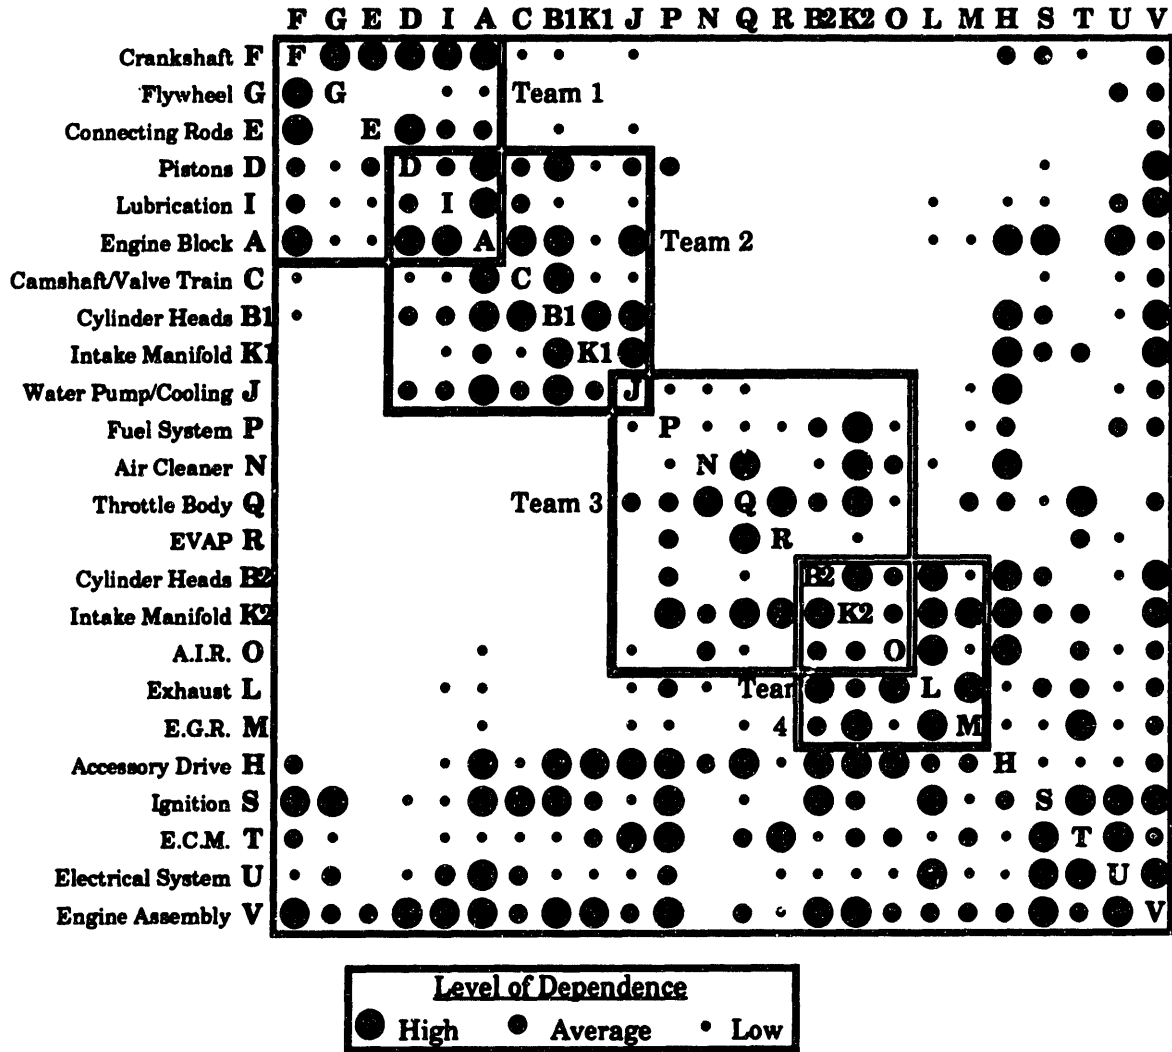 F G E D I A C B1 K1 J P N Q R B2 K2 O L M H S T U V
Crankshaft F F
Flywheel G G Team 1
Connecting Rods E E
Pistons D D
Lubrication I I
Engine Block A A Team 2
Camshaft/Valve Train C C
Cylinder Heads B1 B1
Intake Manifold K1 K1
Water Pump/Cooling J J
Fuel System P P
Air Cleaner N N
Throttle Body Q Team 3 Q
EVAP R R
Cylinder Heads B2 B2
Intake Manifold K2 K2
A.I.R. O O
Exhaust L Team L
E.G.R. M 4 M
Accessory Drive H H
Ignition S S
E.C.M. T T
Electrical System U U
Engine Assembly V V
Level of Dependence
High Average Low